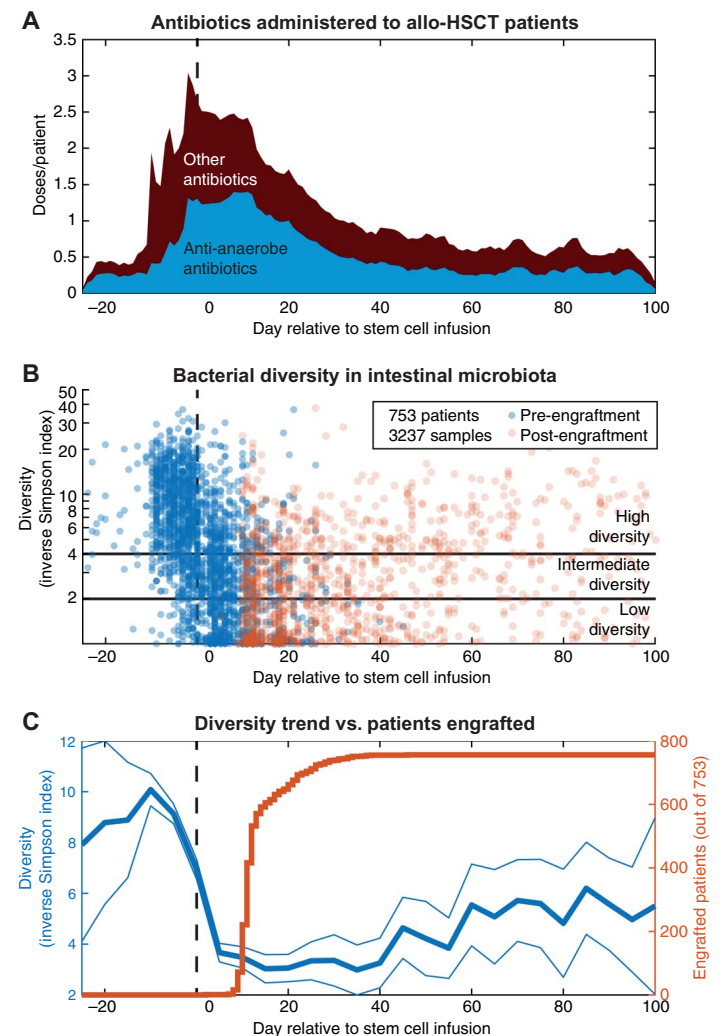 A
Antibiotics administered to allo-HSCT patients
3.5
3
2.5
2
1.5
1
0.5
0
Doses/patient
Other
antibiotics
Anti-anaerobe
antibiotics
–20
0
20
40
60
80
100
Day relative to stem cell infusion
B
Bacterial diversity in intestinal microbiota
50
40
30
20
10
8
6
4
2
Diversity
(inverse Simpson index)
753 patients
3237 samples
Pre-engraftment
Post-engraftment
High
diversity
Intermediate
diversity
Low
diversity
–20
0
20
40
60
80
100
Day relative to stem cell infusion
C
Diversity trend vs. patients engrafted
12
10
8
6
4
2
Diversity
(inverse Simpson index)
800
600
400
200
0
Engrafted patients (out of 753)
–20
0
20
40
60
80
100
Day relative to stem cell infusion